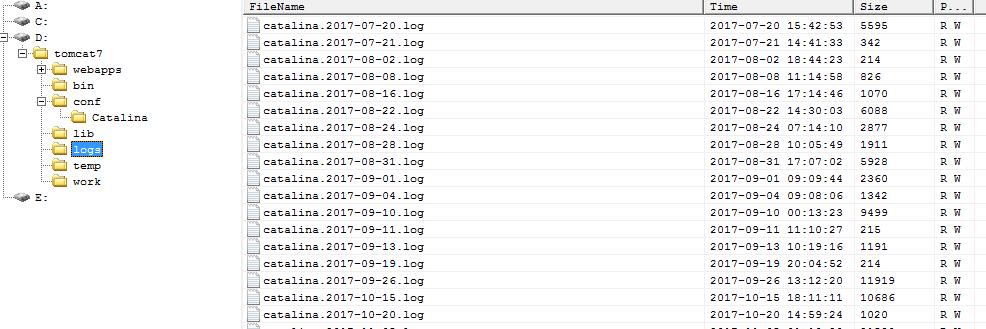 A:
C:
D:
tomcat7
webapps
bin
conf
Catalina
lib
logs
temp
work
E:
FileName Time Size P...
catalina.2017-07-20.log 2017-07-20 15:42:53 5595 R W
catalina.2017-07-21.log 2017-07-21 14:41:33 342 R W
catalina.2017-08-02.log 2017-08-02 18:44:23 214 R W
catalina.2017-08-08.log 2017-08-08 11:14:58 826 R W
catalina.2017-08-16.log 2017-08-16 17:14:46 1070 R W
catalina.2017-08-22.log 2017-08-22 14:30:03 6088 R W
catalina.2017-08-24.log 2017-08-24 07:14:10 2877 R W
catalina.2017-08-28.log 2017-08-28 10:05:49 1911 R W
catalina.2017-08-31.log 2017-08-31 17:07:02 5928 R W
catalina.2017-09-01.log 2017-09-01 09:09:44 2360 R W
catalina.2017-09-04.log 2017-09-04 09:08:06 1342 R W
catalina.2017-09-10.log 2017-09-10 00:13:23 9499 R W
catalina.2017-09-11.log 2017-09-11 11:10:27 215 R W
catalina.2017-09-13.log 2017-09-13 10:19:16 1191 R W
catalina.2017-09-19.log 2017-09-19 20:04:52 214 R W
catalina.2017-09-26.log 2017-09-26 13:12:20 11919 R W
catalina.2017-10-15.log 2017-10-15 18:11:11 10686 R W
catalina.2017-10-20.log 2017-10-20 14:59:24 1020 R W